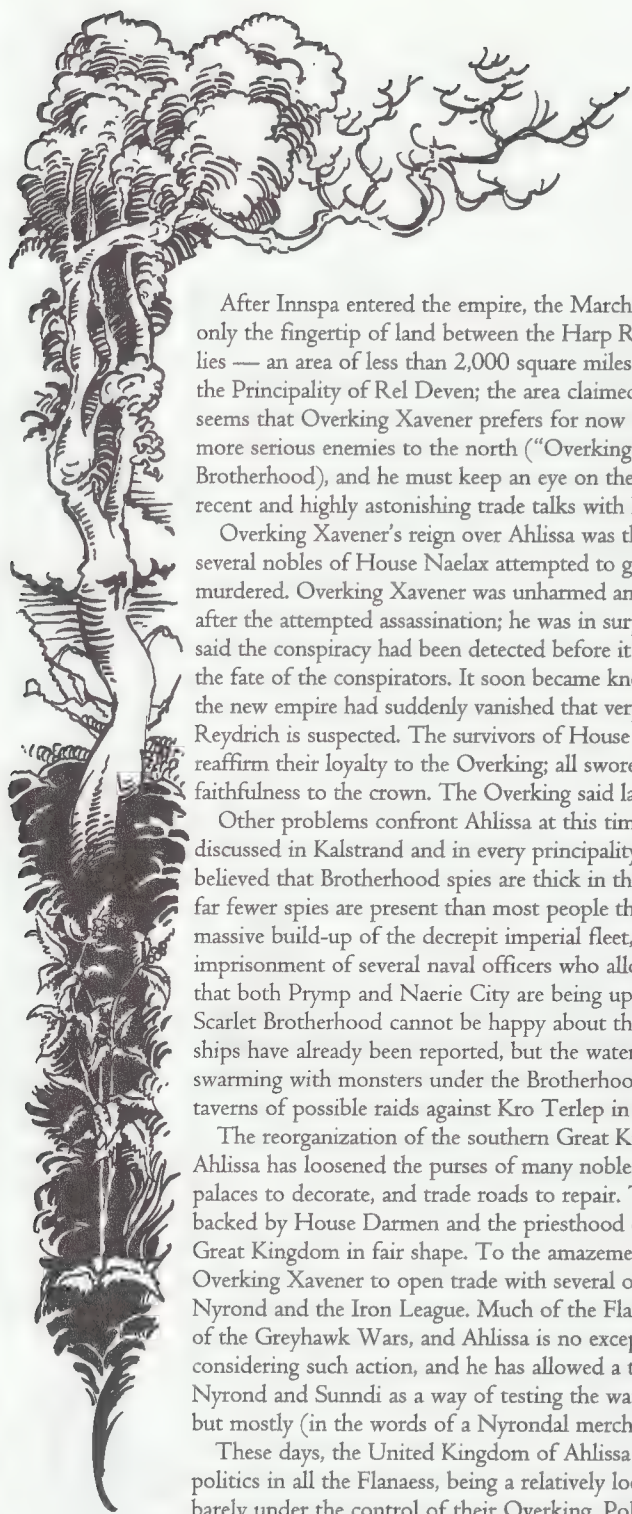 After Innspa entered the empire, the March
only the fingertip of land between the Harp R
lies — an area of less than 2,000 square miles
the Principality of Rel Deven; the area claimed
seems that Overking Xavener prefers for now
more serious enemies to the north ("Overking
Brotherhood), and he must keep an eye on the
recent and highly astonishing trade talks with
Overking Xavener's reign over Ahlissa was th
several nobles of House Naelax attempted to g
murdered. Overking Xavener was unharmed an
after the attempted assassination; he was in sur
said the conspiracy had been detected before it
the fate of the conspirators. It soon became kn
the new empire had suddenly vanished that ver
Reydrich is suspected. The survivors of House
reaffirm their loyalty to the Overking; all swore
faithfulness to the crown. The Overking said la
Other problems confront Ahlissa at this tim
discussed in Kalstrand and in every principality
believed that Brotherhood spies are thick in th
far fewer spies are present than most people th
massive build-up of the decrepit imperial fleet,
imprisonment of several naval officers who allo
that both Prymp and Naerie City are being up
Scarlet Brotherhood cannot be happy about th
ships have already been reported, but the water
swarming with monsters under the Brotherhoo
taverns of possible raids against Kro Terlep in
The reorganization of the southern Great K
Ahlissa has loosened the purses of many noble
palaces to decorate, and trade roads to repair. T
backed by House Darmen and the priesthood
Great Kingdom in fair shape. To the amazeme
Overking Xavener to open trade with several o
Nyrond and the Iron League. Much of the Fla
of the Greyhawk Wars, and Ahlissa is no excep
considering such action, and he has allowed a t
Nyrond and Sunndi as a way of testing the wa
but mostly (in the words of a Nyrondal merch
These days, the United Kingdom of Ahlissa
politics in all the Flanaess, being a relatively loo
barely under the control of their Overking. Pol